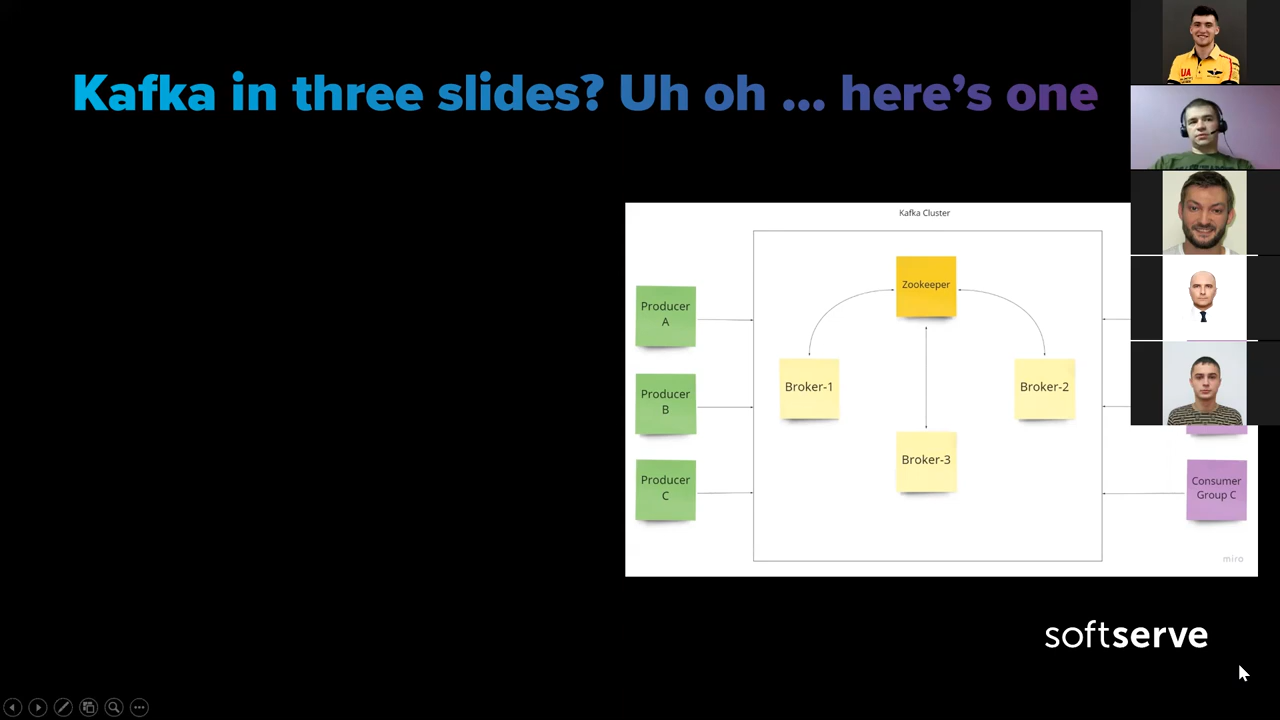 Kafka in three slides? Uh oh ... here's one
Kafka Cluster
Zookeeper
Producer
A
Broker-1
Broker-2
Producer
B
Broker-3
Producer
C
Consumer
Group C
miro
softserve
UA